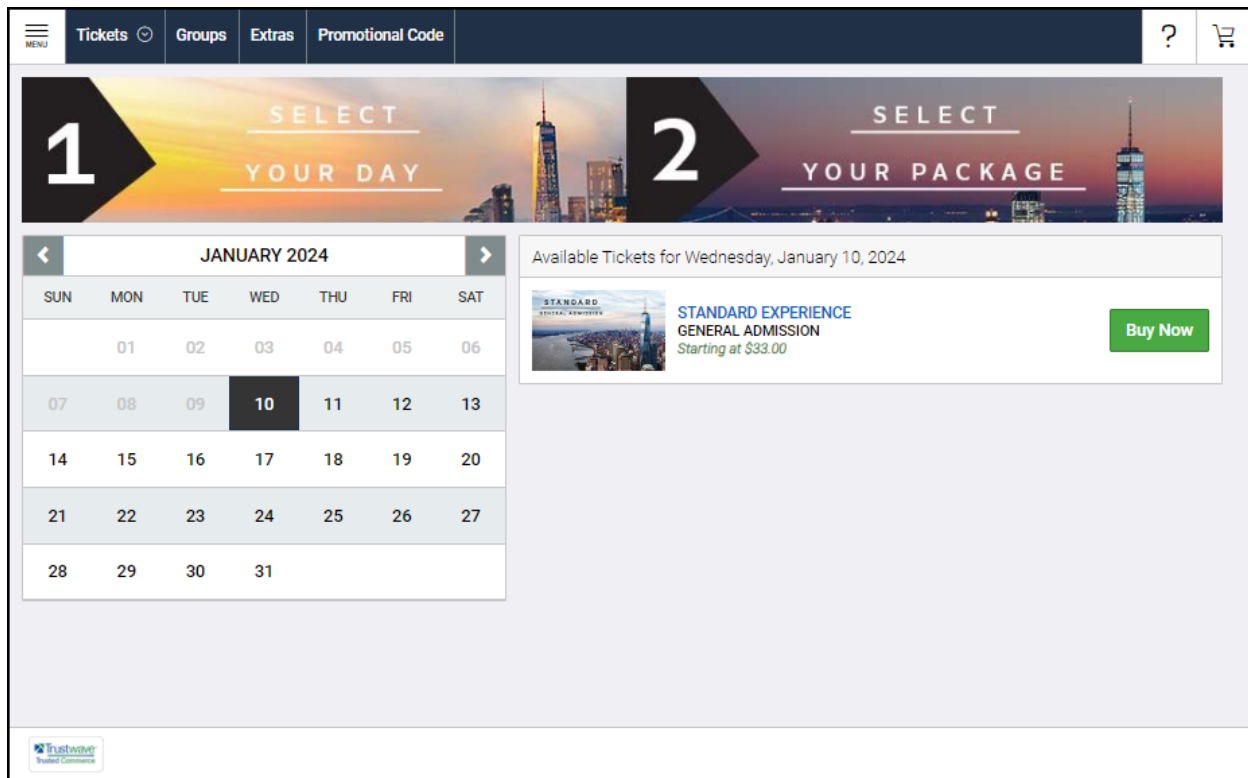 MENU
Tickets
Groups
Extras
Promotional Code
?
1
SELECT
YOUR DAY
2
SELECT
YOUR PACKAGE
JANUARY 2024
SUN MON TUE WED THU FRI SAT
01 02 03 04 05 06
07 08 09 10 11 12 13
14 15 16 17 18 19 20
21 22 23 24 25 26 27
28 29 30 31
Available Tickets for Wednesday, January 10, 2024
STANDARD
GENERAL ADMISSION
STANDARD EXPERIENCE
GENERAL ADMISSION
Starting at $33.00
Buy Now
Trustwave
Trusted Commerce